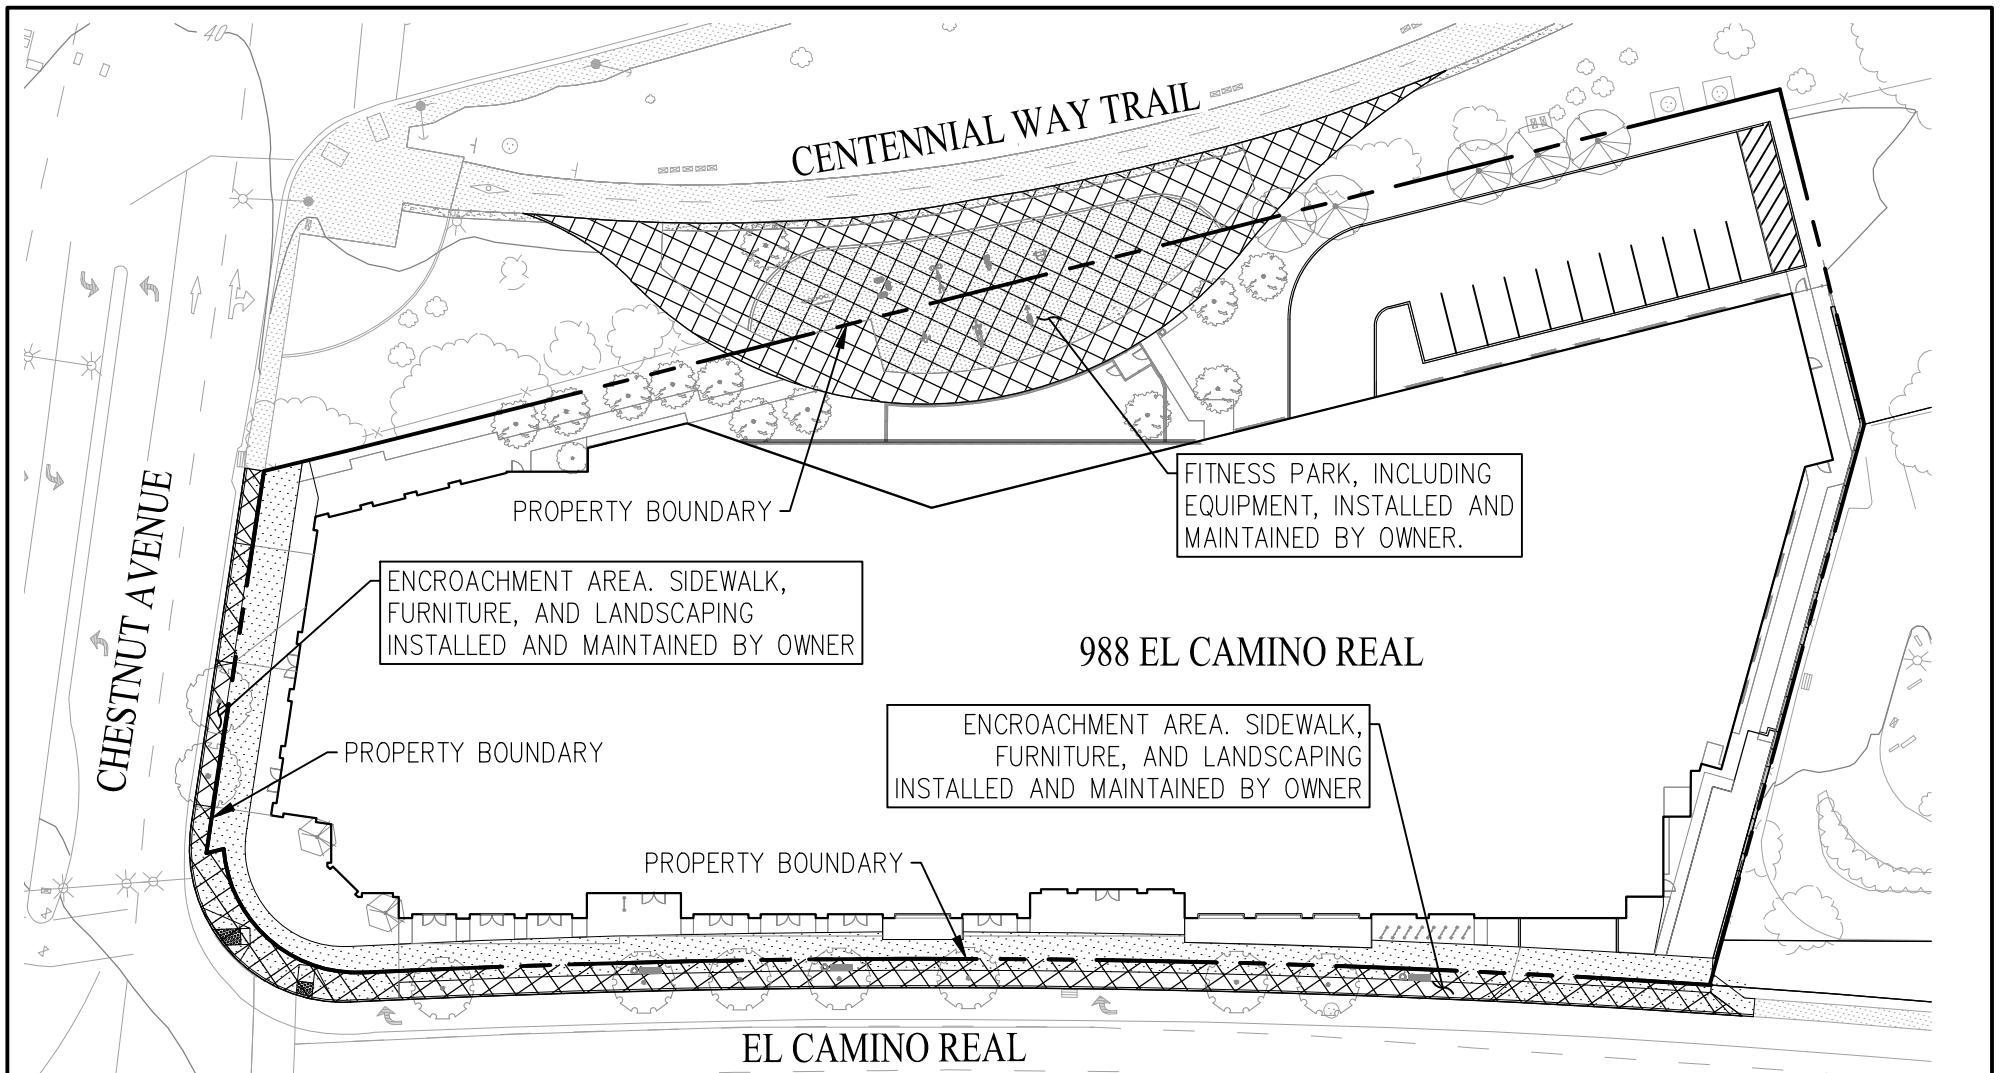 40
CENTENNIAL WAY TRAIL
CHESTNUT AVENUE
PROPERTY BOUNDARY
FITNESS PARK, INCLUDING
EQUIPMENT, INSTALLED AND
MAINTAINED BY OWNER.
ENCROACHMENT AREA. SIDEWALK,
FURNITURE, AND LANDSCAPING
INSTALLED AND MAINTAINED BY OWNER
988 EL CAMINO REAL
PROPERTY BOUNDARY
ENCROACHMENT AREA. SIDEWALK,
FURNITURE, AND LANDSCAPING
INSTALLED AND MAINTAINED BY OWNER
PROPERTY BOUNDARY
EL CAMINO REAL